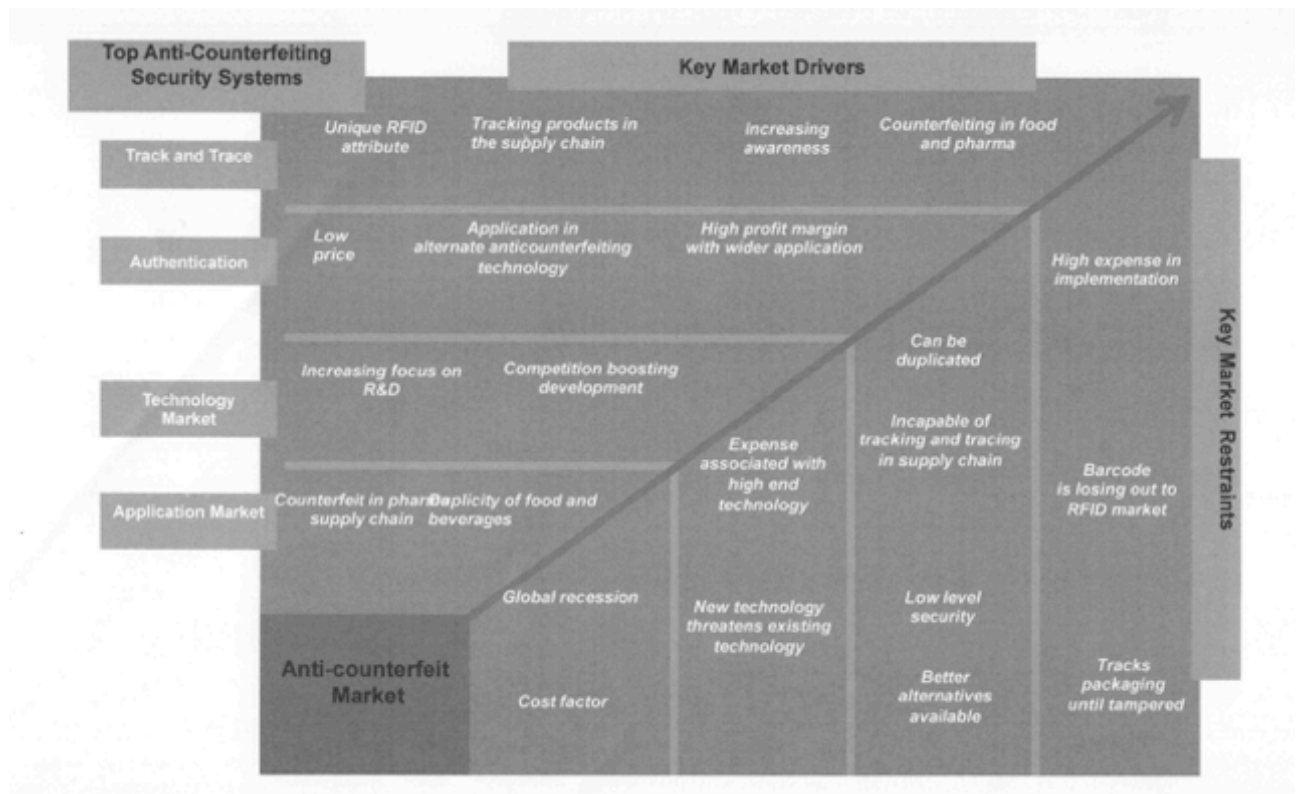 Top Anti-Counterfeiting
Security Systems
Key Market Drivers
Track and Trace
Unique RFID
attribute
Tracking products in
the supply chain
Increasing
awareness
Counterfeiting in food
and pharma
Authentication
Low
price
Application in
alternate anticounterfeiting
technology
High profit margin
with wider application
High expense in
implementation
Technology
Market
Increasing focus on
R&D
Competition boosting
development
Can be
duplicated
Incapable of
tracking and tracing
in supply chain
Expense
associated with
high end
technology
Barcode
is losing out to
RFID market
Key Market Restraints
Application Market
Counterfeit in pharma
supply chain
Duplicity of food and
beverages
Global recession
New technology
threatens existing
technology
Low level
security
Anti-counterfeit
Market
Cost factor
Better
alternatives
available
Tracks
packaging
until tampered